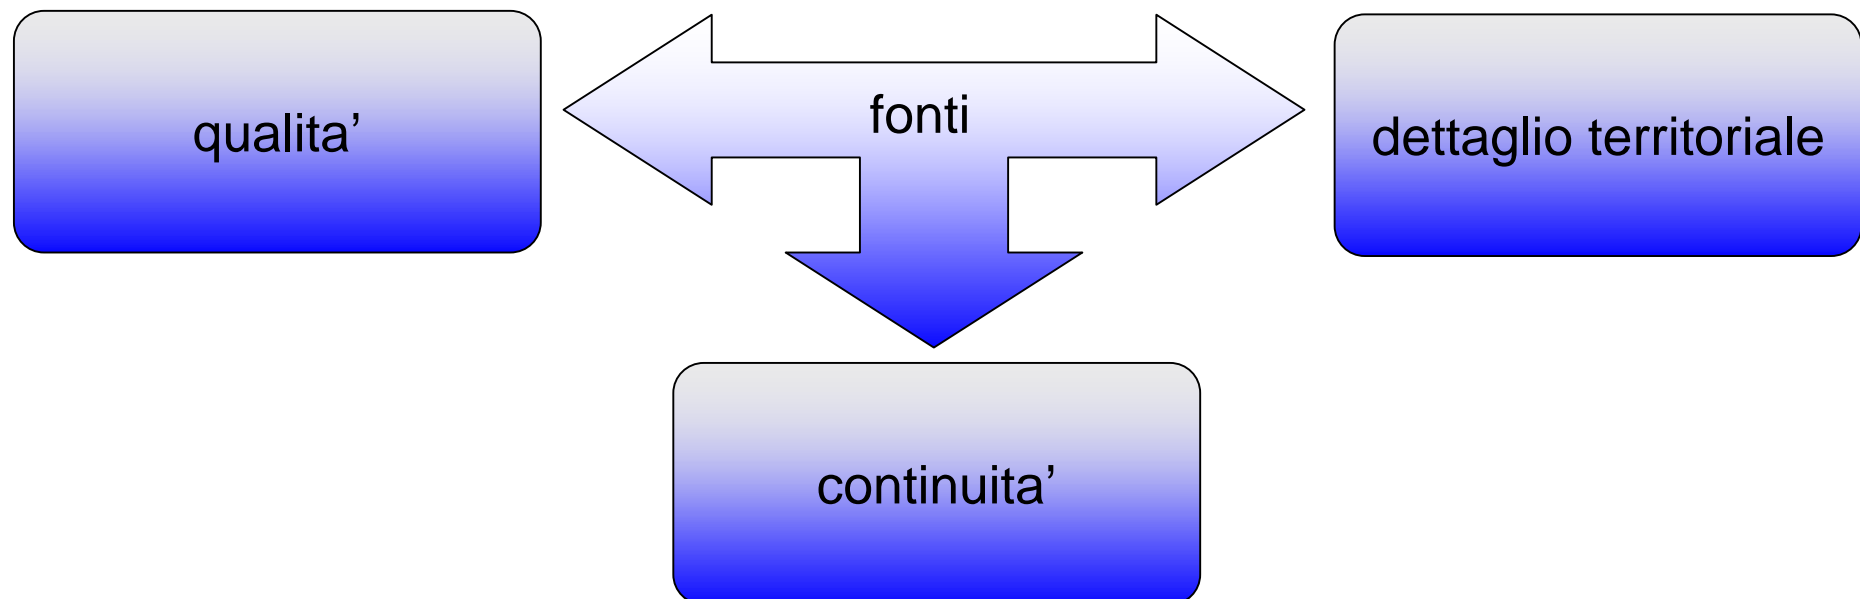 qualita’
fonti
dettaglio territoriale
continuita’